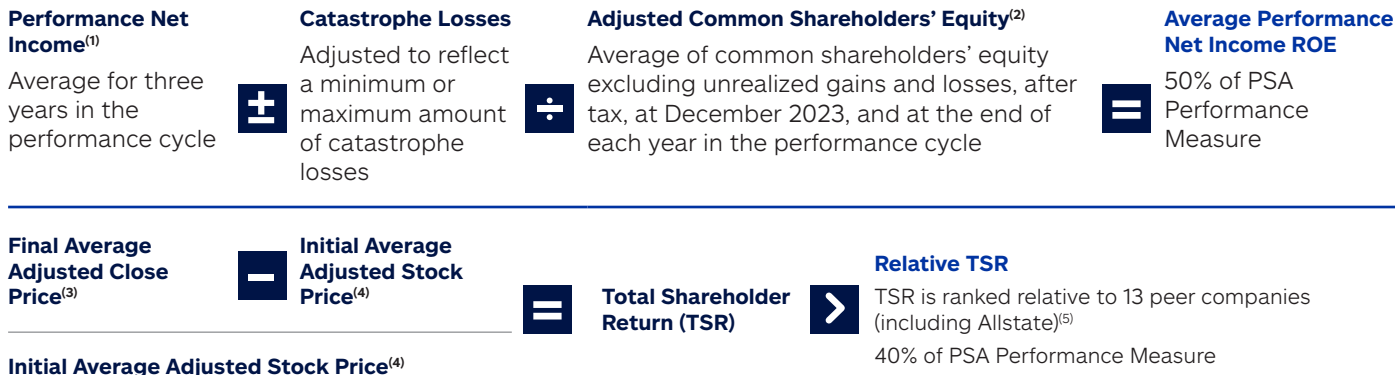 Performance Net
Income(1)
Average for three
years in the
performance cycle
±
Catastrophe Losses
Adjusted to reflect
a minimum or
maximum amount
of catastrophe
losses
÷
Adjusted Common Shareholders’ Equity(2)
Average of common shareholders’ equity
excluding unrealized gains and losses, after
tax, at December 2023, and at the end of
each year in the performance cycle
=
Average Performance
Net Income ROE
50% of PSA
Performance
Measure
Final Average
Adjusted Close
Price(3)
−
Initial Average
Adjusted Stock
Price(4)
Initial Average Adjusted Stock Price(4)
=
Total Shareholder
Return (TSR)
>
Relative TSR
TSR is ranked relative to 13 peer companies
(including Allstate)(5)
40% of PSA Performance Measure